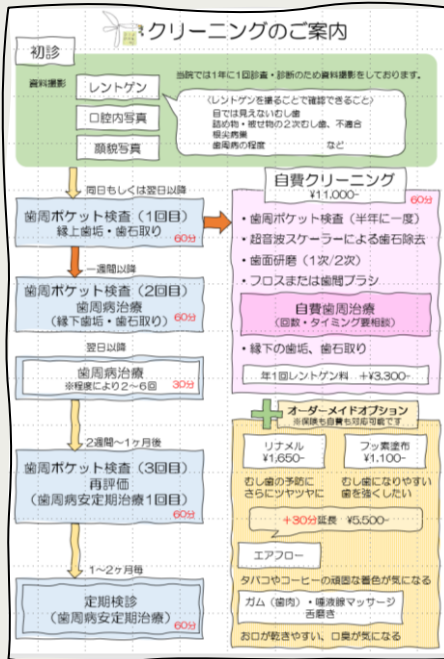 クリーニングのご案内
初診
当院では1年に1回診査・診断のため資料撮影をしております。
資料撮影
レントゲン
口腔内写真
顔貌写真
〈レントゲンを撮ることで確認できること〉
目では見えないむし歯
詰め物・被せ物の2次むし歯、不適合
根尖病巣
歯周病の程度 など
同日もしくは翌日以降
歯周ポケット検査（1回目）
縁上歯垢・歯石取り
60分
一週間以降
歯周ポケット検査（2回目）
歯周病治療
（縁下歯垢・歯石取り）
60分
翌日以降
歯周病治療
※程度により2～6回
30分
2週間～1ヶ月後
歯周ポケット検査（3回目）
再評価
（歯周病安定期治療1回目）
60分
1～2ヶ月毎
定期検診
（歯周病安定期治療）
60分
自費クリーニング
¥11,000-
60分
・歯周ポケット検査（半年に一度）
・超音波スケーラーによる歯石除去
・歯面研磨（1次/2次）
・フロスまたは歯間ブラシ
自費歯周治療
（回数・タイミング要相談）
・縁下の歯垢、歯石取り
年1回レントゲン料 +¥3,300-
オーダーメイドオプション
※保険も自費も対応可能です
リナメル
¥1,650-
むし歯の予防に
さらにツヤツヤに
フッ素塗布
¥1,100-
むし歯になりやすい
歯を強くしたい
+30分延長 ¥5,500-
エアフロー
タバコやコーヒーの頑固な着色が気になる
ガム（歯肉）・唾液腺マッサージ
舌磨き
お口が乾きやすい、口臭が気になる